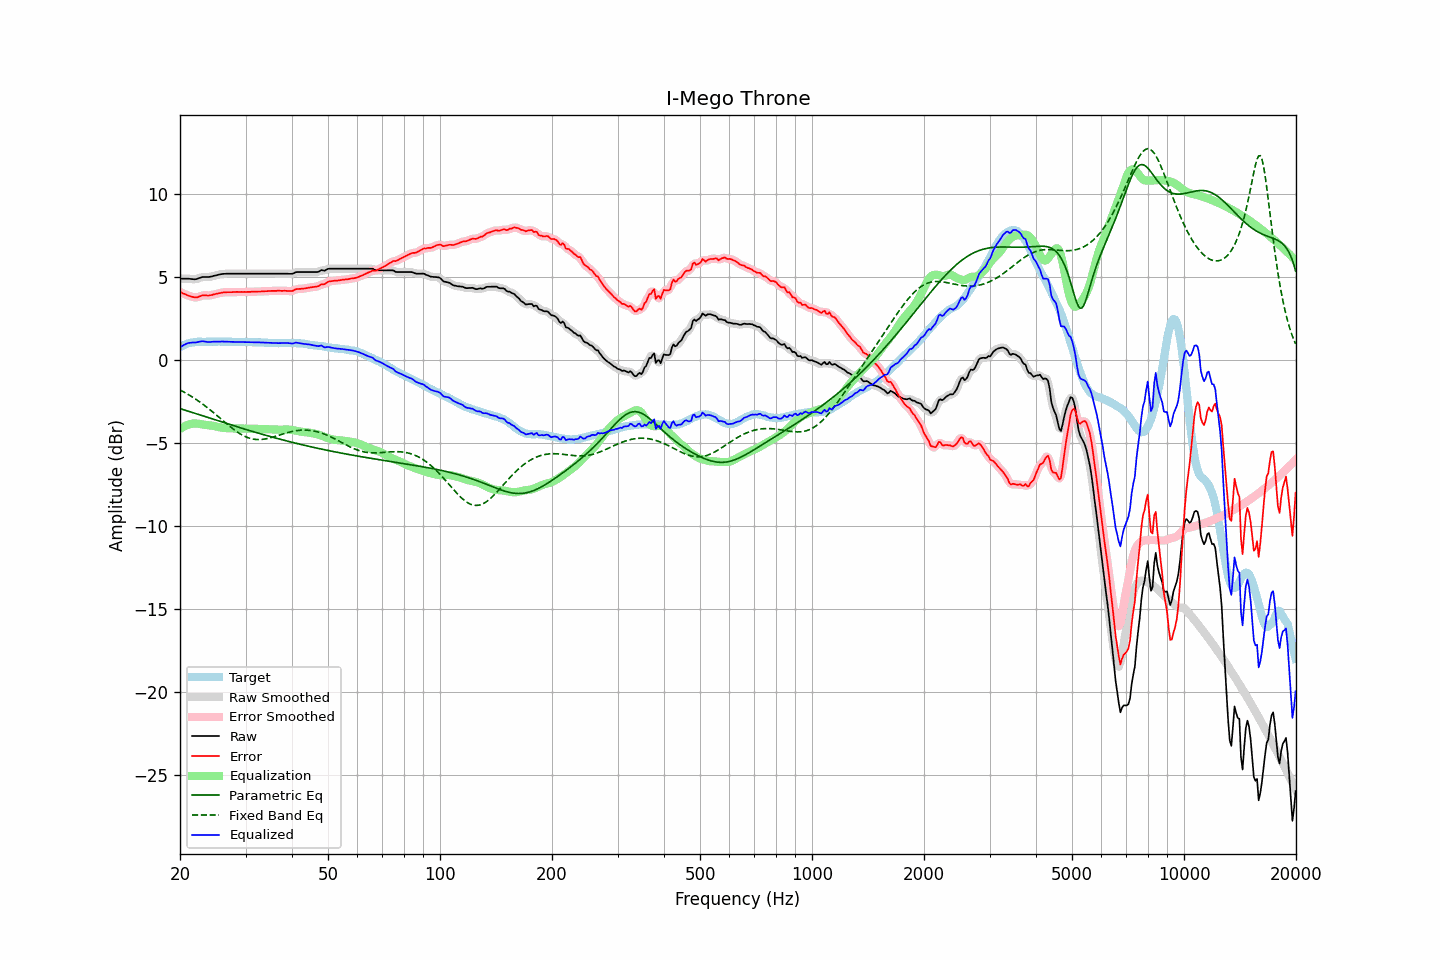 I-Mego Throne
Amplitude (dBr)
10
5
0
−5
−10
−15
−20
−25
Target
Raw Smoothed
Error Smoothed
Raw
Error
Equalization
Parametric Eq
Fixed Band Eq
Equalized
20
50
100
200
500
1000
2000
5000
10000
20000
Frequency (Hz)